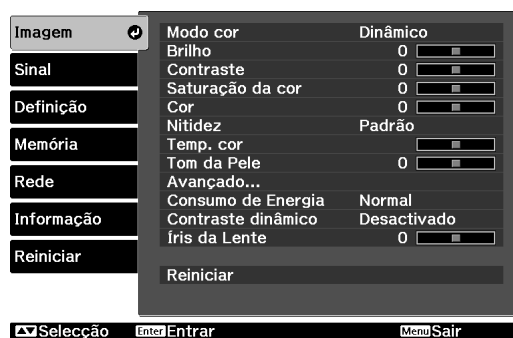 Imagem
Sinal
Definição
Memória
Rede
Informação
Reiniciar
Modo cor Dinâmico
Brilho 0
Contraste 0
Saturação da cor 0
Cor 0
Nitidez Padrão
Temp. cor
Tom da Pele 0
Avançado...
Consumo de Energia Normal
Contraste dinâmico Desactivado
Íris da Lente 0
Reiniciar
Selecção Enter Entrar Menu Sair